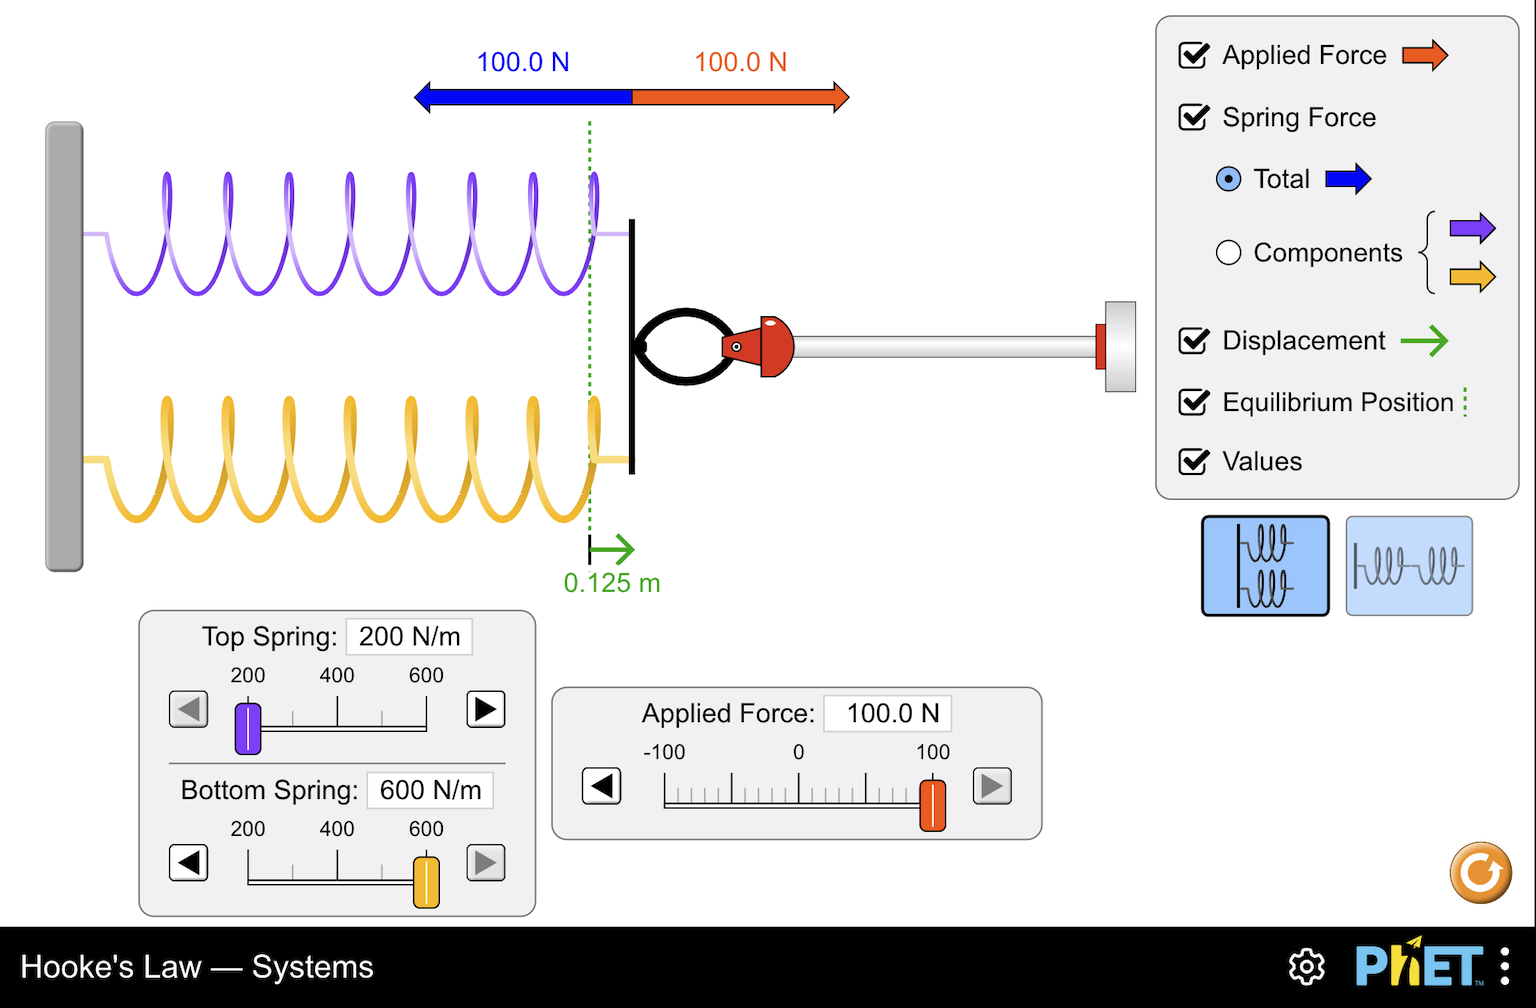 100.0 N 100.0 N
Applied Force
Spring Force
Total
Components
Displacement
Equilibrium Position
Values
0.125 m
Top Spring: 200 N/m
200 400 600
Bottom Spring: 600 N/m
200 400 600
Applied Force: 100.0 N
-100 0 100
Hooke's Law — Systems
PhET™